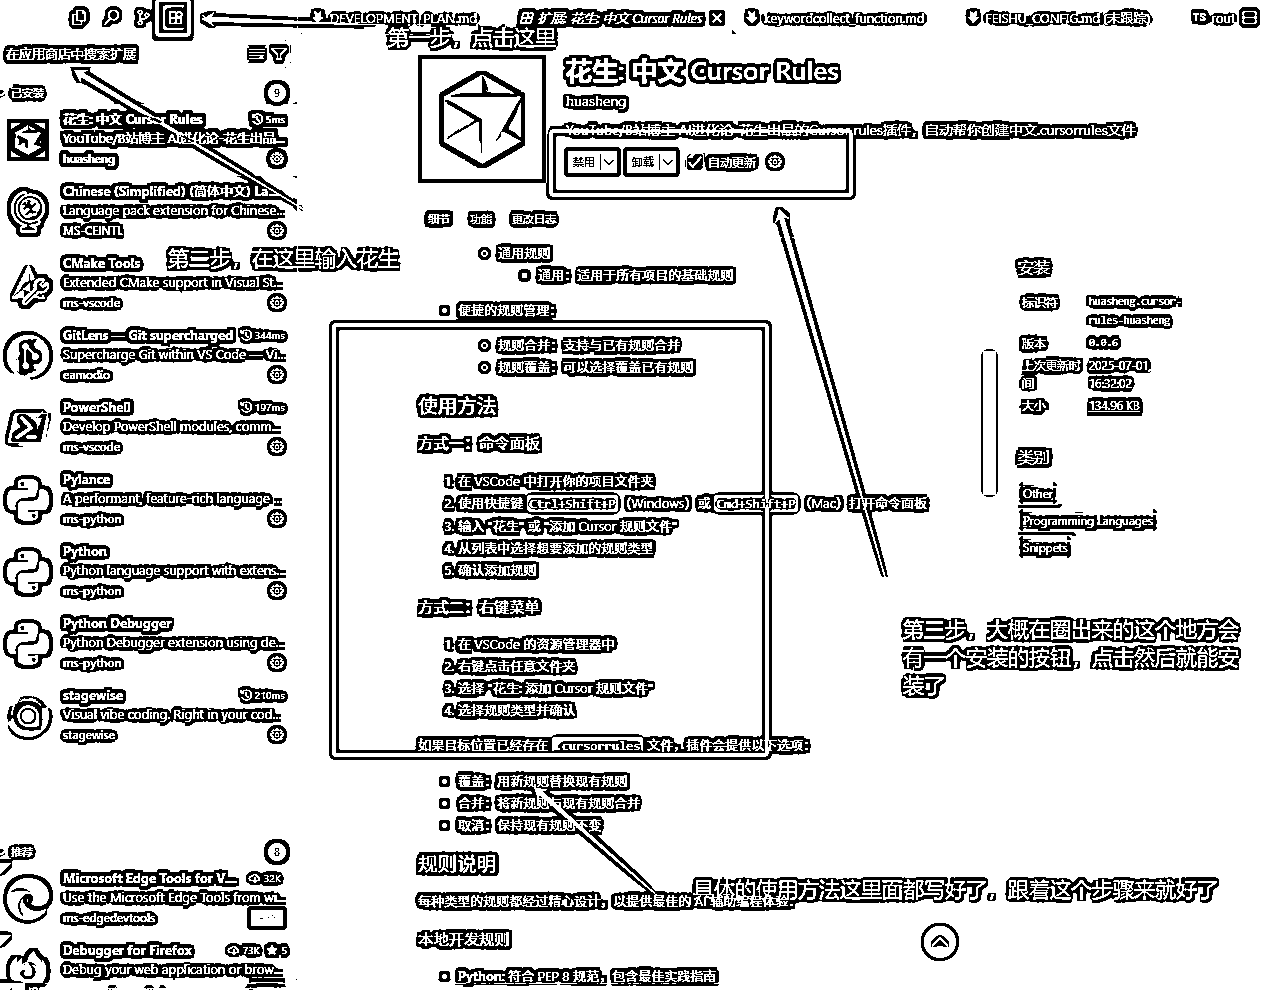 DEVELOPMENT_PLAN.md
扩展: 花生: 中文 Cursor Rules
keywordcollect_function.md
FEISHU_CONFIG.md (未跟踪)
TS rout
第一步，点击这里
在应用商店中搜索扩展
已安装
9
花生: 中文 Cursor Rules
5ms
YouTube/B站博主 AI进化论-花生出品...
huasheng
Chinese (Simplified) (简体中文) La...
Language pack extension for Chinese...
MS-CEINTL
第二步，在这里输入花生
CMake Tools
Extended CMake support in Visual St...
ms-vscode
GitLens — Git supercharged
344ms
Supercharge Git within VS Code — Vi...
eamodio
PowerShell
197ms
Develop PowerShell modules, comm...
ms-vscode
Pylance
A performant, feature-rich language ...
ms-python
Python
Python language support with extens...
ms-python
Python Debugger
Python Debugger extension using de...
ms-python
stagewise
210ms
Visual vibe coding. Right in your cod...
stagewise
推荐
8
Microsoft Edge Tools for V...
32K
Use the Microsoft Edge Tools from wi...
ms-edgedevtools
Debugger for Firefox
73K
5
Debug your web application or brow...
花生: 中文 Cursor Rules
huasheng
YouTube/B站博主 AI进化论-花生出品的Cursor rules插件，自动帮你创建中文.cursorrules文件
禁用
卸载
自动更新
细节
功能
更改日志
通用规则
通用：适用于所有项目的基础规则
便捷的规则管理：
规则合并：支持与已有规则合并
规则覆盖：可以选择覆盖已有规则
使用方法
方式一：命令面板
1. 在 VSCode 中打开你的项目文件夹
2. 使用快捷键 Ctrl+Shift+P （Windows）或 Cmd+Shift+P （Mac）打开命令面板
3. 输入 "花生" 或 "添加 Cursor 规则文件"
4. 从列表中选择想要添加的规则类型
5. 确认添加规则
方式二：右键菜单
1. 在 VSCode 的资源管理器中
2. 右键点击任意文件夹
3. 选择 "花生: 添加 Cursor 规则文件"
4. 选择规则类型并确认
如果目标位置已经存在 .cursorrules 文件，插件会提供以下选项：
覆盖：用新规则替换现有规则
合并：将新规则与现有规则合并
取消：保持现有规则不变
规则说明
每种类型的规则都经过精心设计，以提供最佳的 AI 辅助编程体验。
本地开发规则
Python: 符合 PEP 8 规范，包含最佳实践指南
安装
标识符
huasheng.cursor-
rules-huasheng
版本
0.0.6
上次更新时间
2025-07-01
16:32:02
大小
134.96 KB
类别
Other
Programming Languages
Snippets
第三步，大概在圈出来的这个地方会
有一个安装的按钮，点击然后就能安
装了
具体的使用方法这里面都写好了，跟着这个步骤来就好了